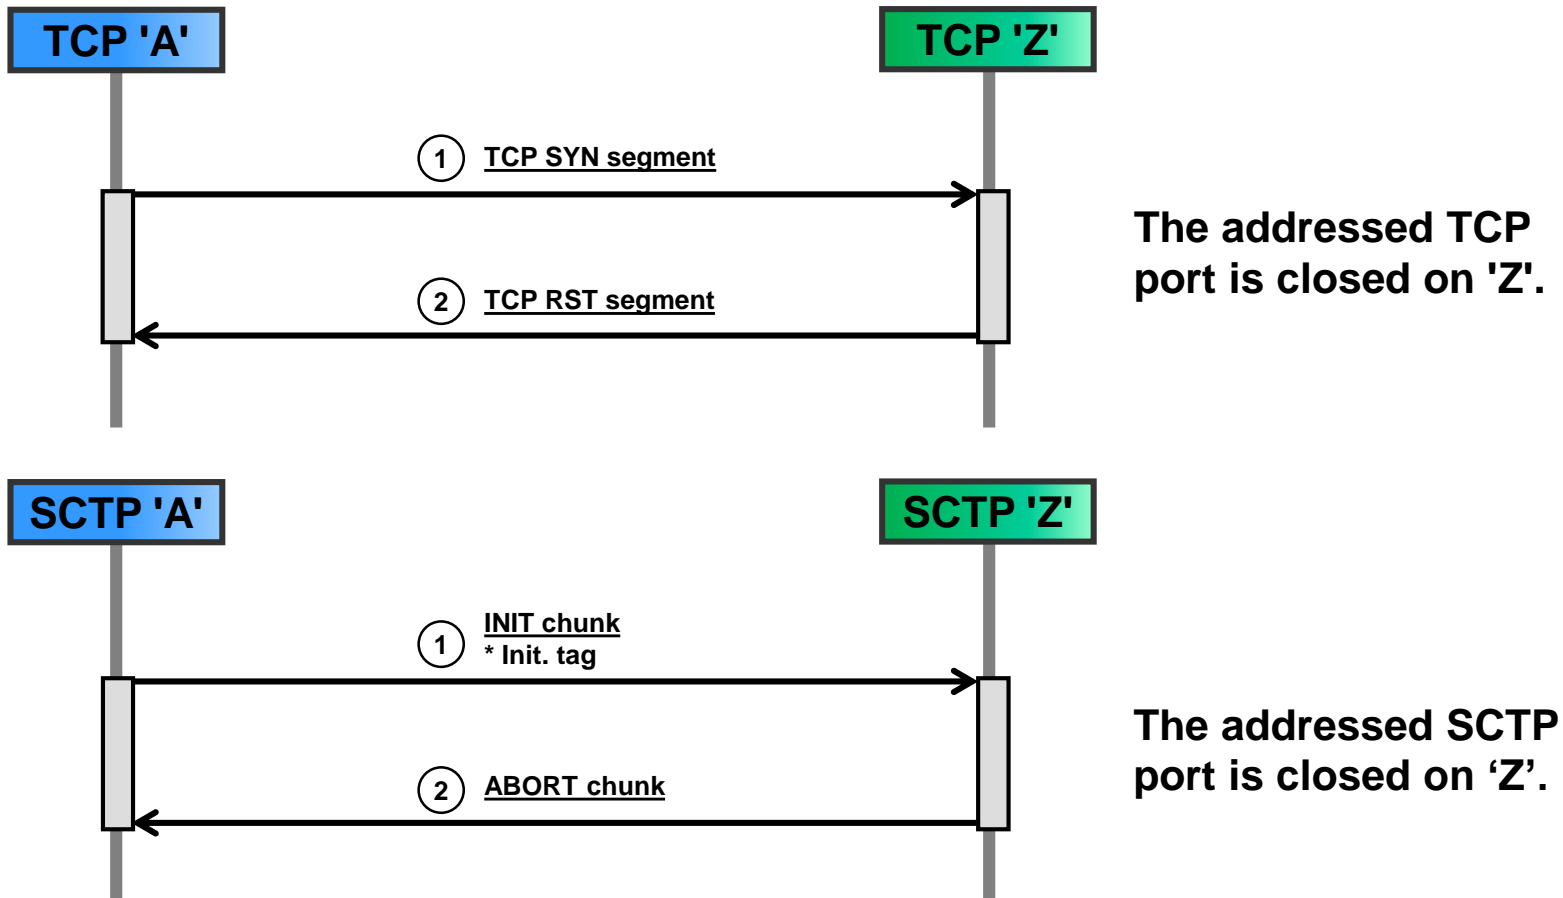 TCP 'A'
TCP 'Z'
1 TCP SYN segment
2 TCP RST segment
The addressed TCP
port is closed on 'Z'.
SCTP 'A'
SCTP 'Z'
1 INIT chunk
* Init. tag
2 ABORT chunk
The addressed SCTP
port is closed on ‘Z’.